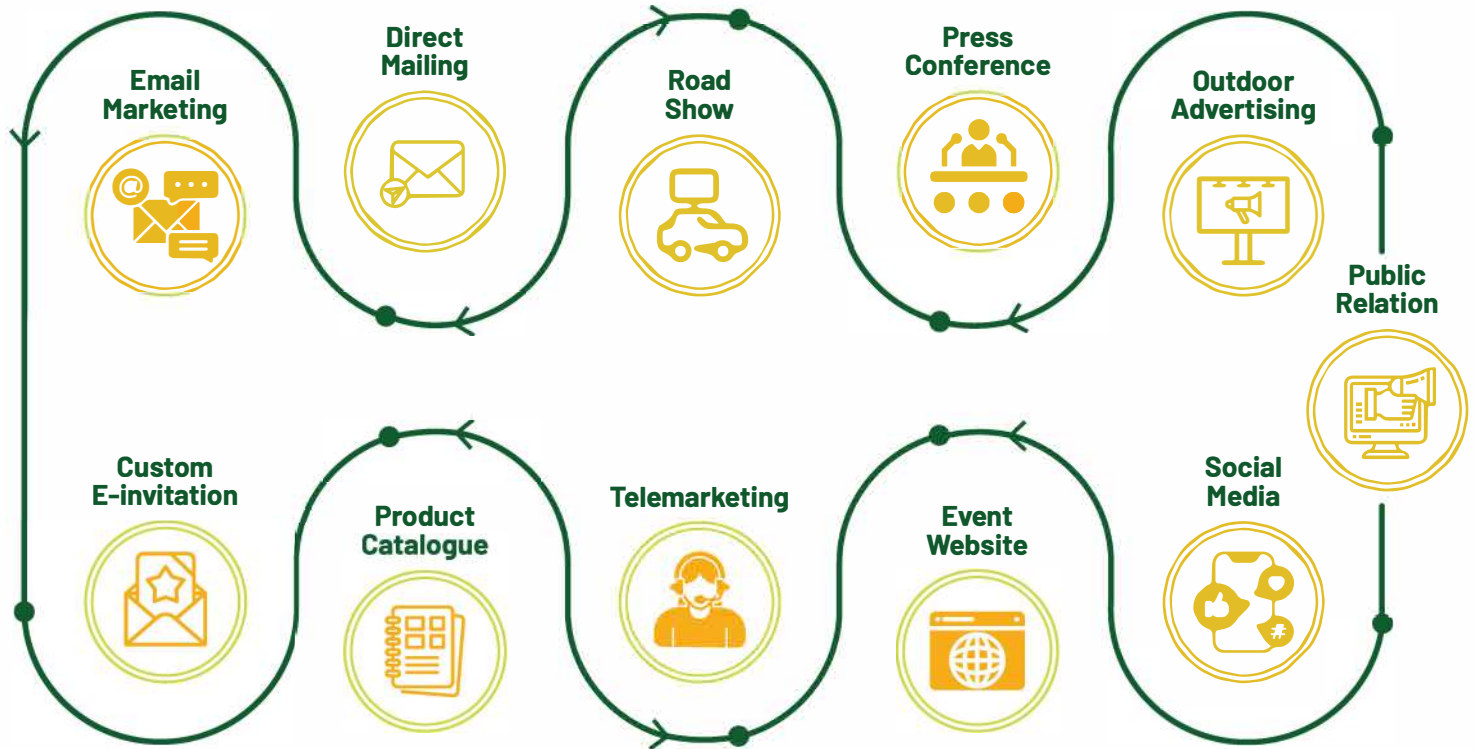 Email
Marketing
Direct
Mailing
Road
Show
Press
Conference
Outdoor
Advertising
@
Public
Relation
Custom
E-invitation
Product
Catalogue
Telemarketing
Event
Website
Social
Media
#